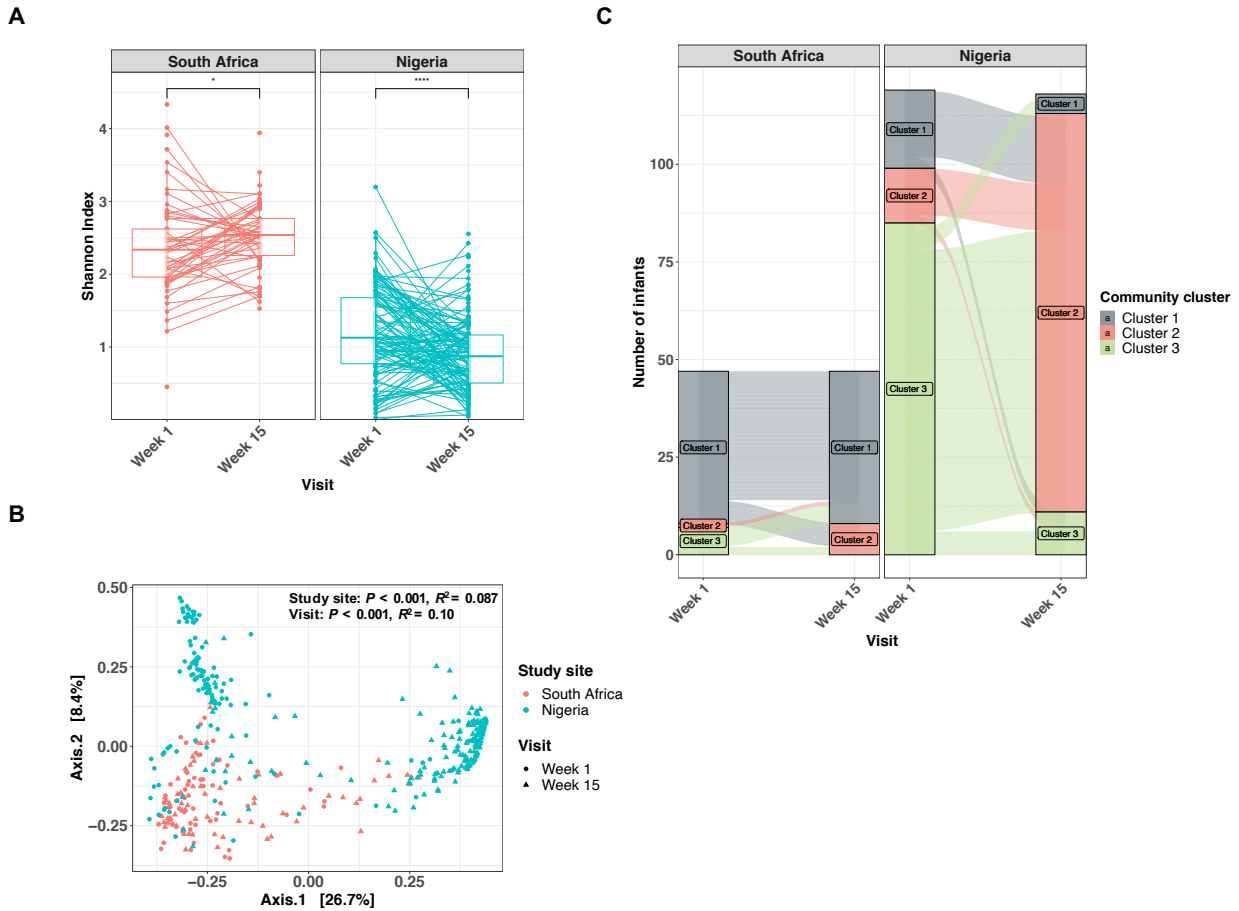 A
South Africa
Nigeria
*
****
4
3
2
1
Shannon Index
Week 1
Week 15
Week 1
Week 15
Visit
B
Study site: P < 0.001, R² = 0.087
Visit: P < 0.001, R² = 0.10
0.50
0.25
0.00
−0.25
Axis.2 [8.4%]
−0.25
0.00
0.25
Axis.1 [26.7%]
Study site
South Africa
Nigeria
Visit
Week 1
Week 15
C
South Africa
Nigeria
100
75
50
25
0
Number of infants
Cluster 1
Cluster 2
Cluster 3
Cluster 1
Cluster 2
Cluster 1
Cluster 2
Cluster 3
Cluster 1
Cluster 2
Cluster 3
Week 1
Week 15
Week 1
Week 15
Visit
Community cluster
a Cluster 1
a Cluster 2
a Cluster 3